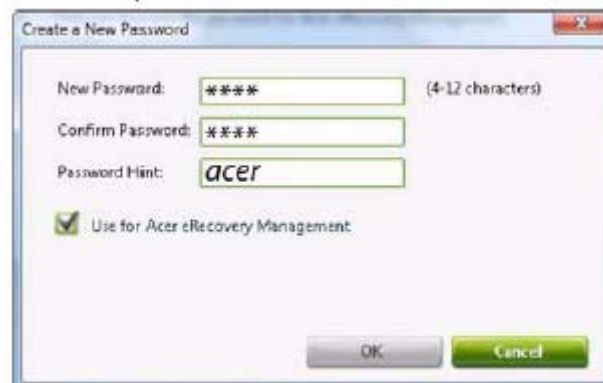 Create a New Password
New Password: **** (4-12 characters)
Confirm Password: ****
Password Hint: acer
Use for Acer eRecovery Management
OK Cancel